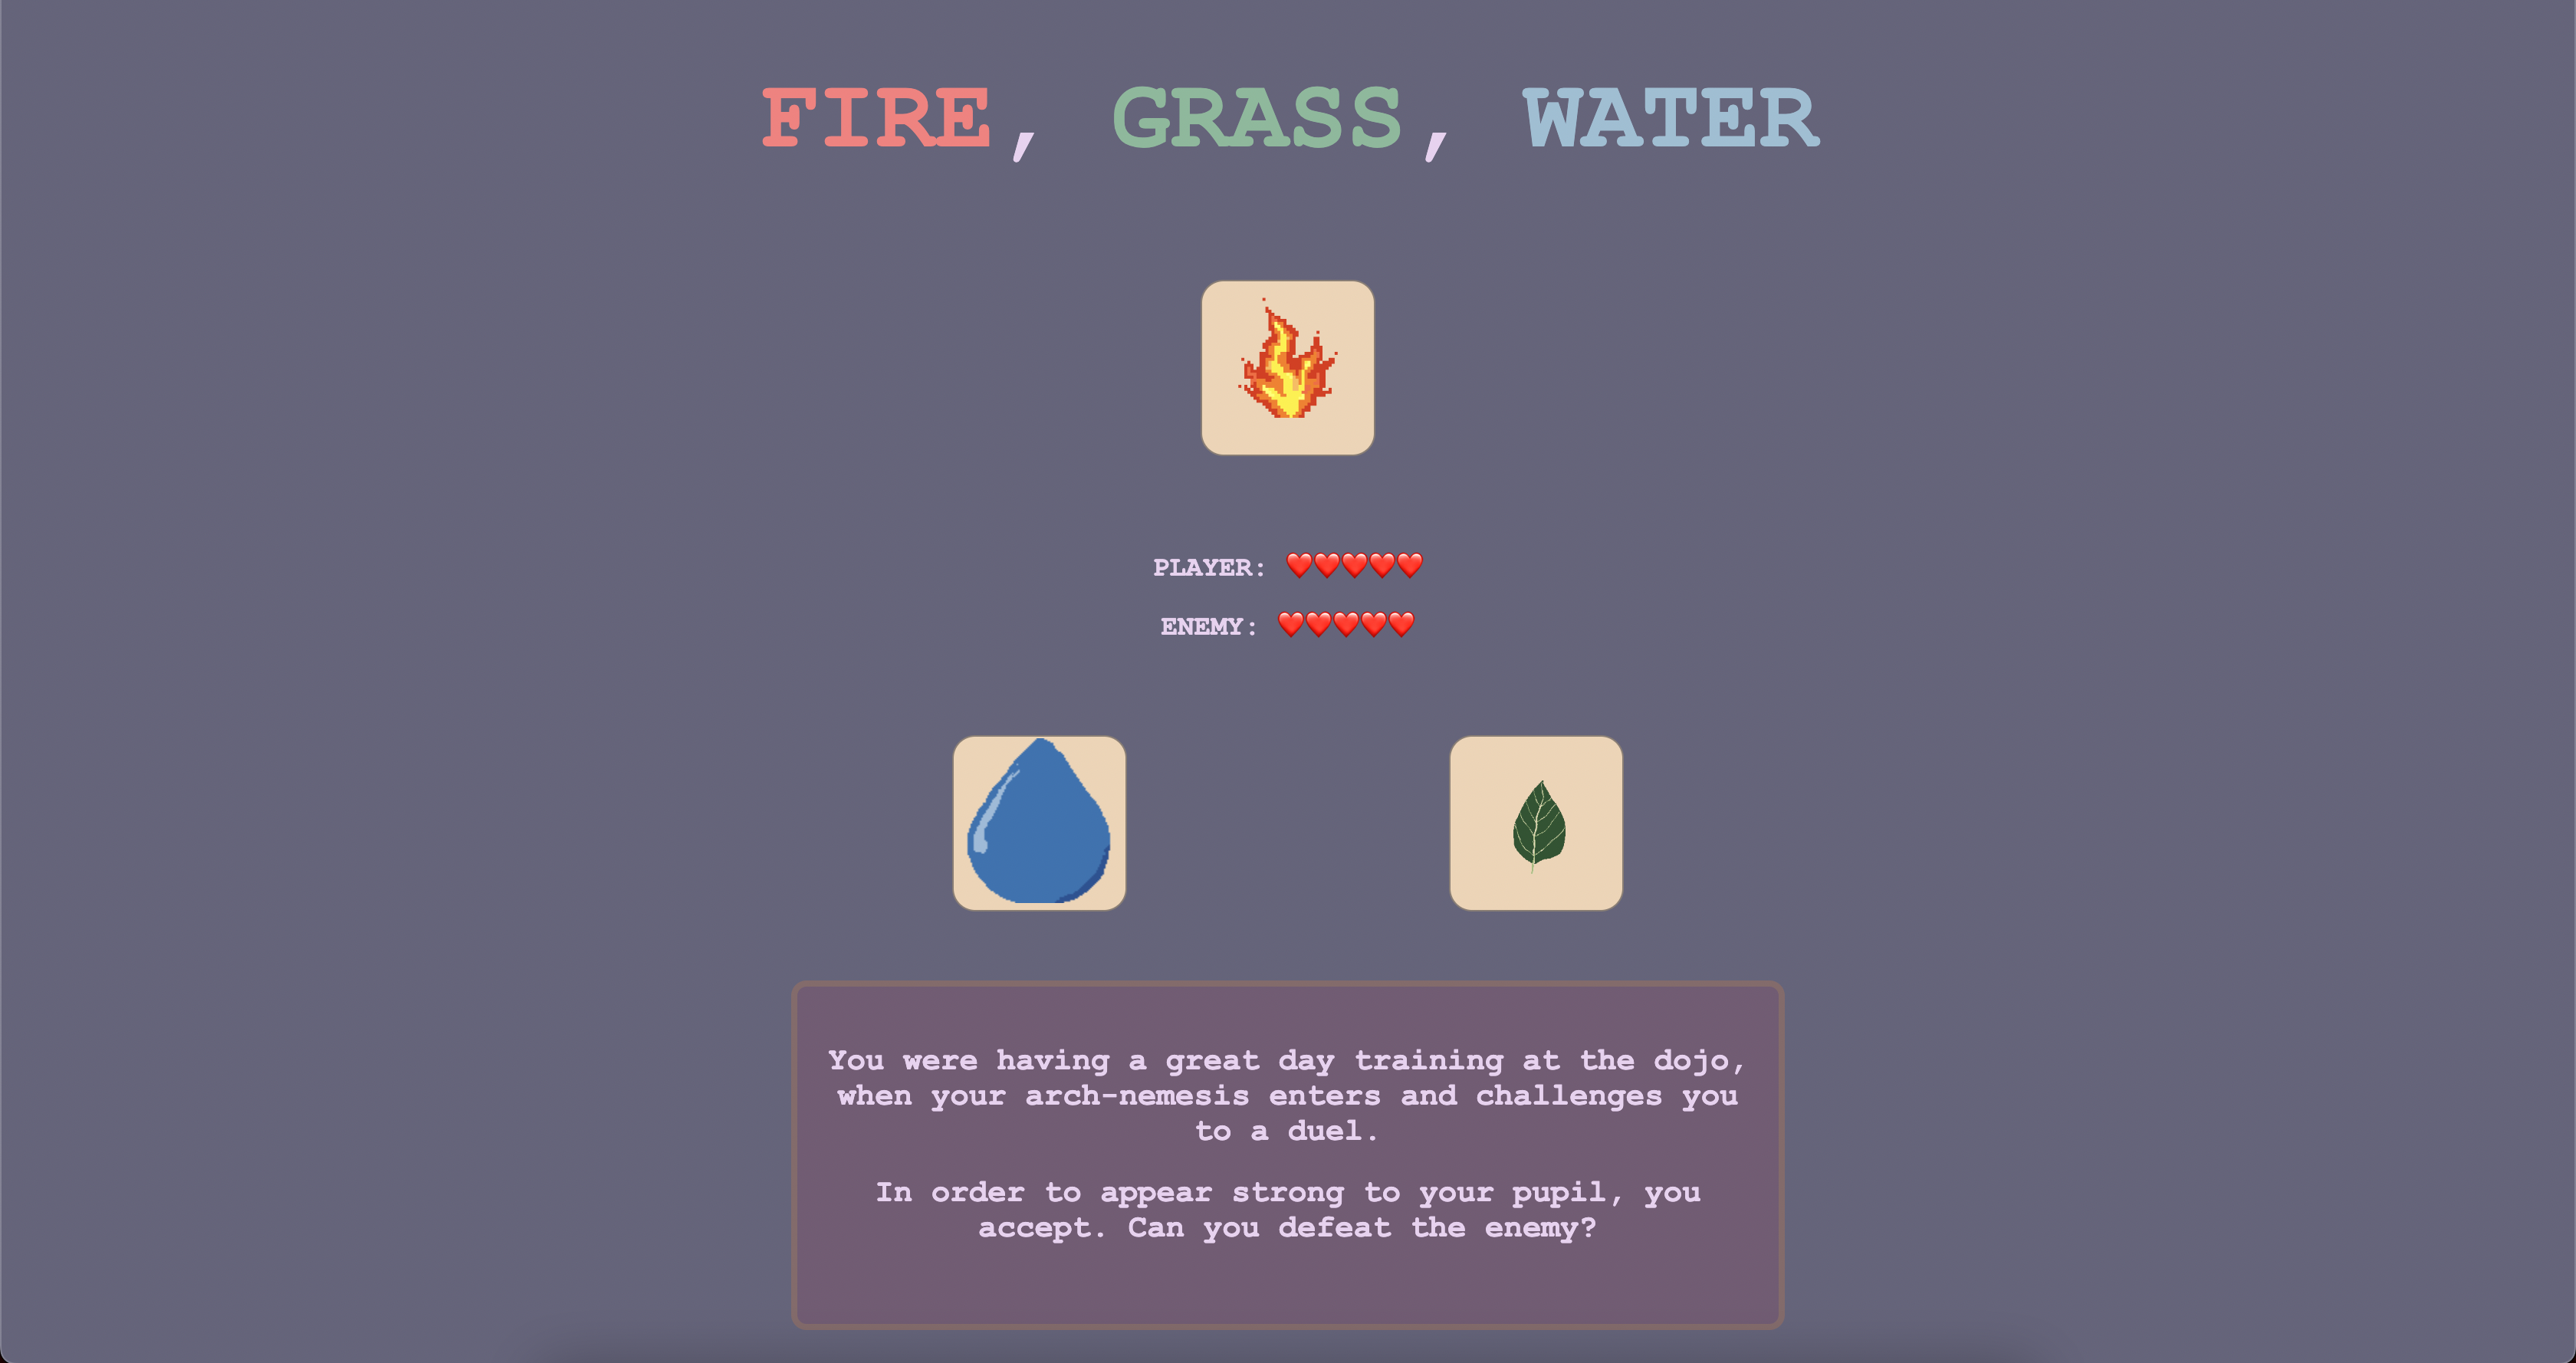 FIRE, GRASS, WATER
PLAYER: ❤️❤️❤️❤️❤️
ENEMY: ❤️❤️❤️❤️❤️
You were having a great day training at the dojo,
when your arch-nemesis enters and challenges you
to a duel.
In order to appear strong to your pupil, you
accept. Can you defeat the enemy?